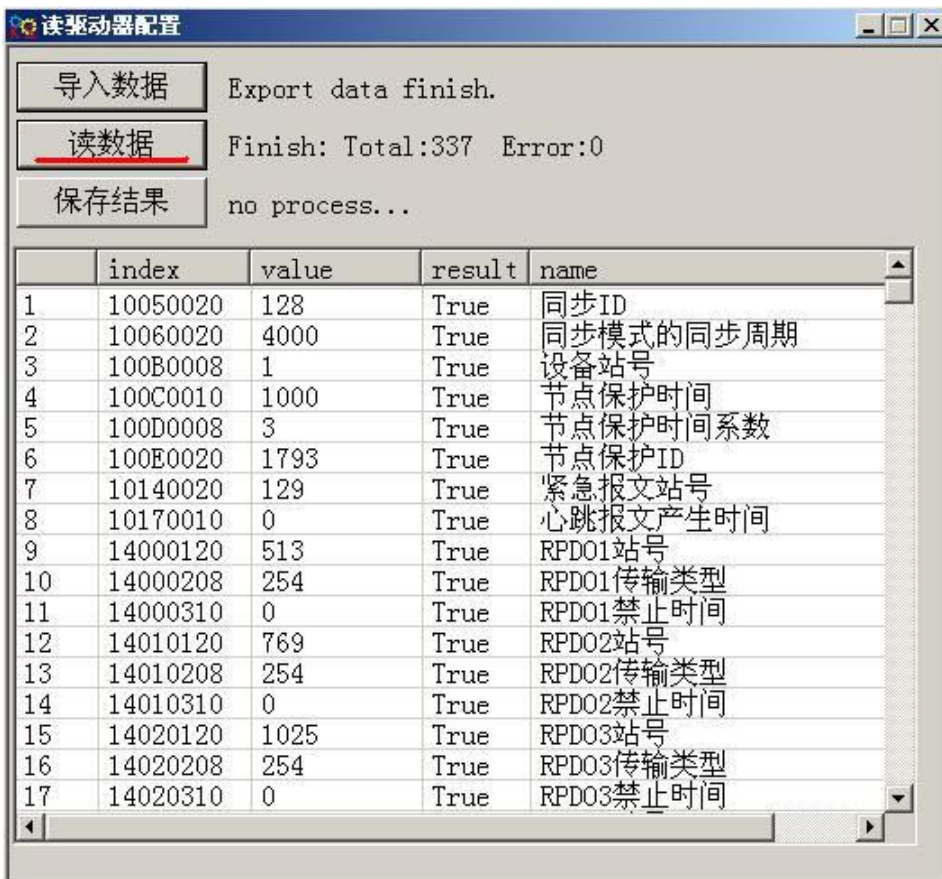 读驱动器配置
导入数据 Export data finish.
读数据 Finish: Total:337 Error:0
保存结果 no process...
index value result name
1 10050020 128 True 同步ID
2 10060020 4000 True 同步模式的同步周期
3 100B0008 1 True 设备站号
4 100C0010 1000 True 节点保护时间
5 100D0008 3 True 节点保护时间系数
6 100E0020 1793 True 节点保护ID
7 10140020 129 True 紧急报文站号
8 10170010 0 True 心跳报文产生时间
9 14000120 513 True RPDO1站号
10 14000208 254 True RPDO1传输类型
11 14000310 0 True RPDO1禁止时间
12 14010120 769 True RPDO2站号
13 14010208 254 True RPDO2传输类型
14 14010310 0 True RPDO2禁止时间
15 14020120 1025 True RPDO3站号
16 14020208 254 True RPDO3传输类型
17 14020310 0 True RPDO3禁止时间